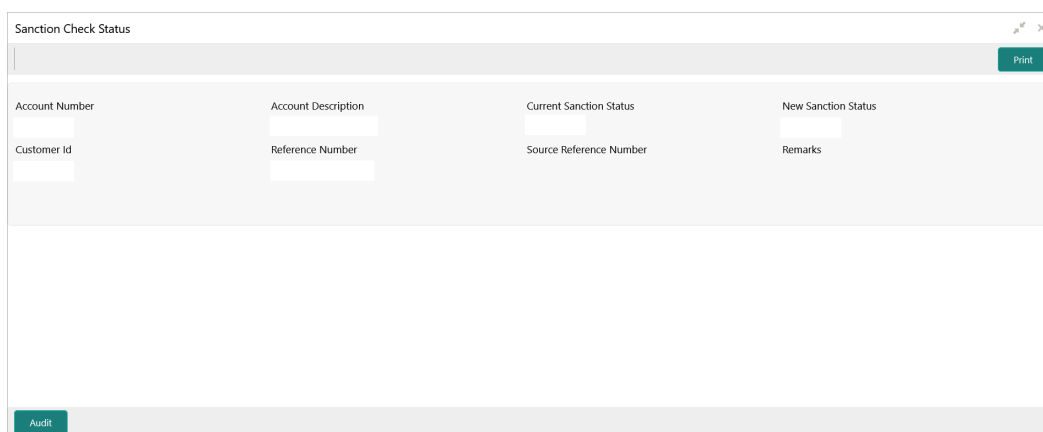 Sanction Check Status
Print
Account Number Account Description Current Sanction Status New Sanction Status
Customer Id Reference Number Source Reference Number Remarks
Audit